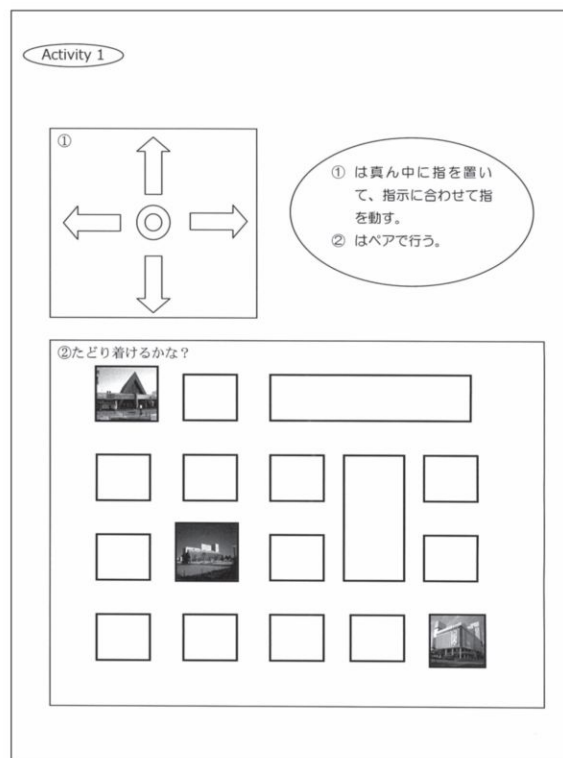 Activity 1
①
① は真ん中に指を置い
て、指示に合わせて指
を動す。
② はペアで行う。
②たどり着けるかな？